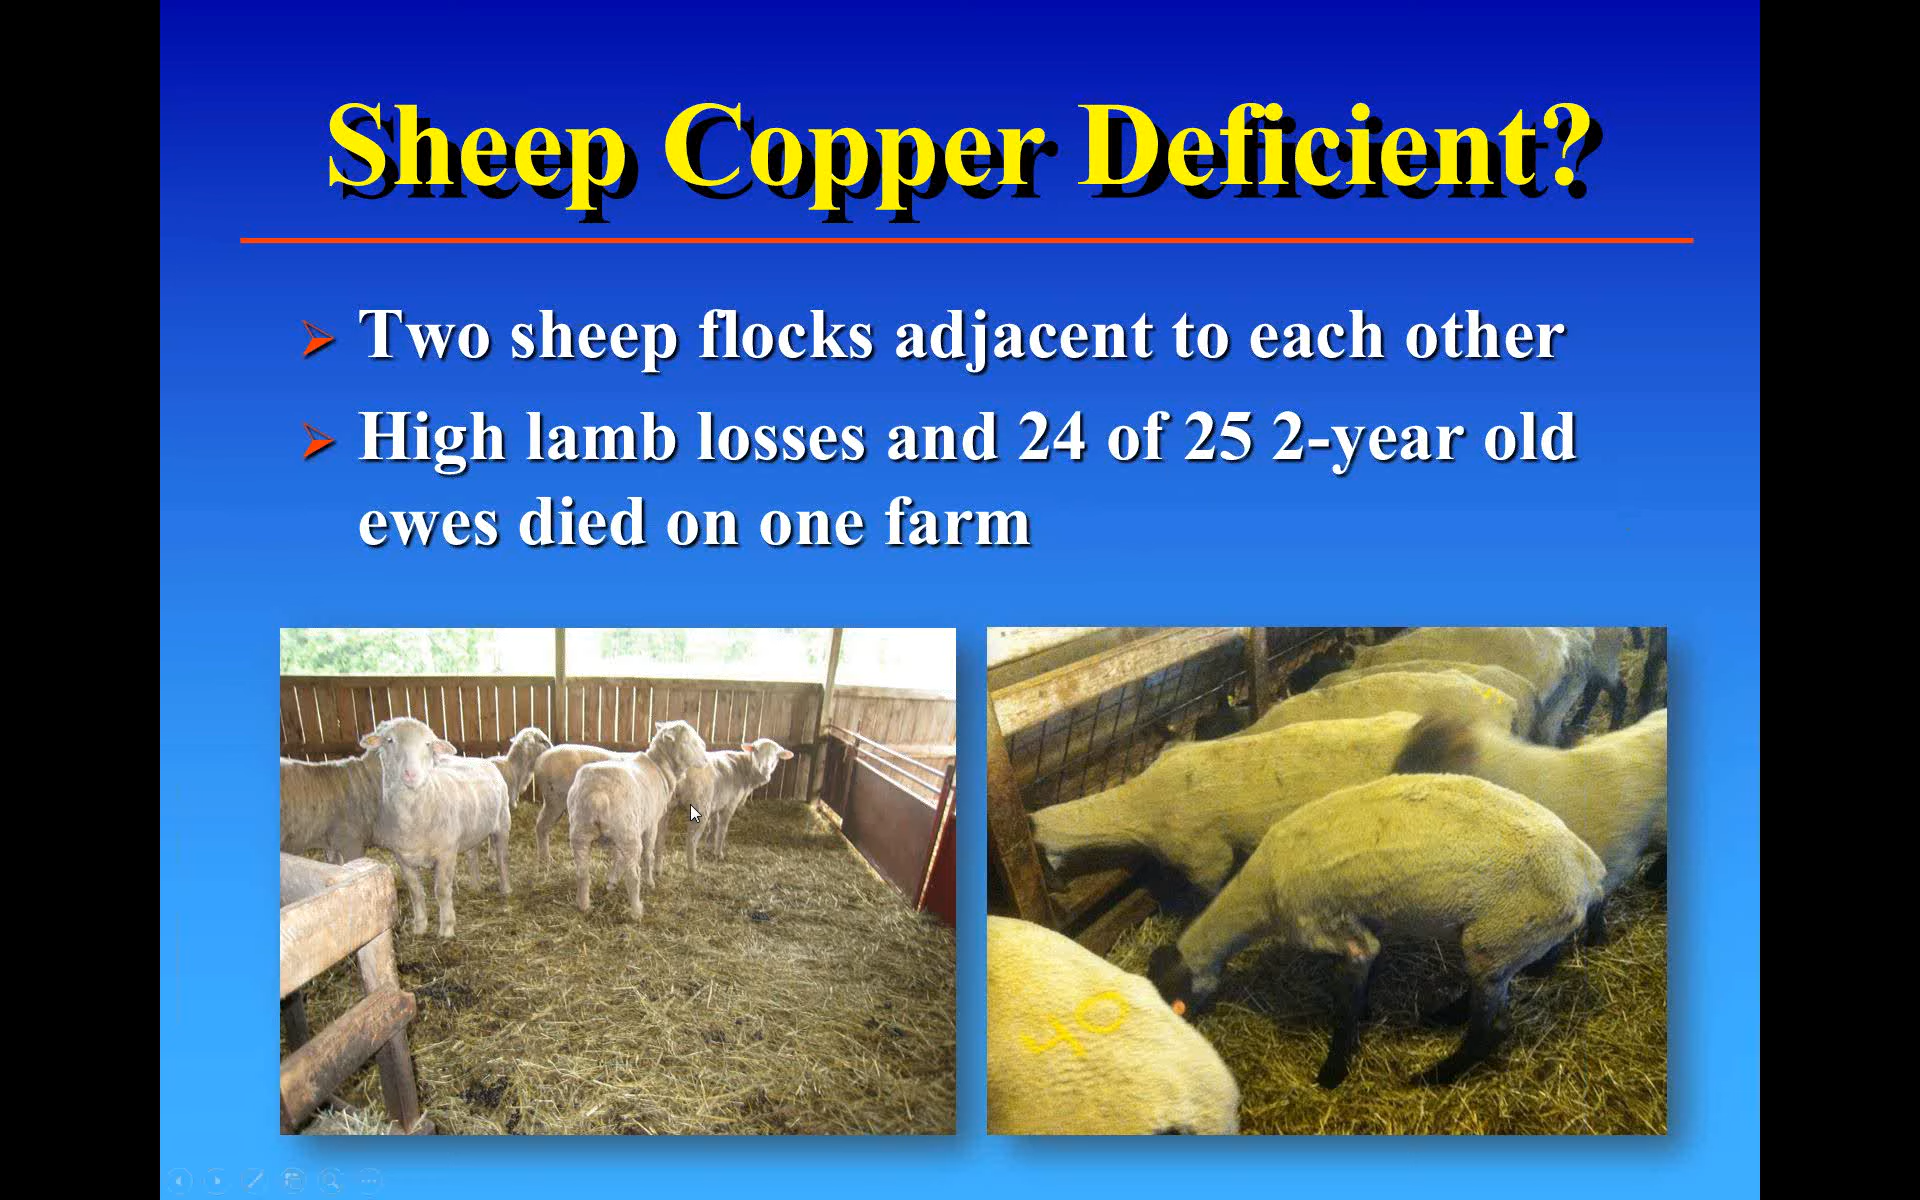 Sheep Copper Deficient?
Two sheep flocks adjacent to each other
High lamb losses and 24 of 25 2-year old
ewes died on one farm
40